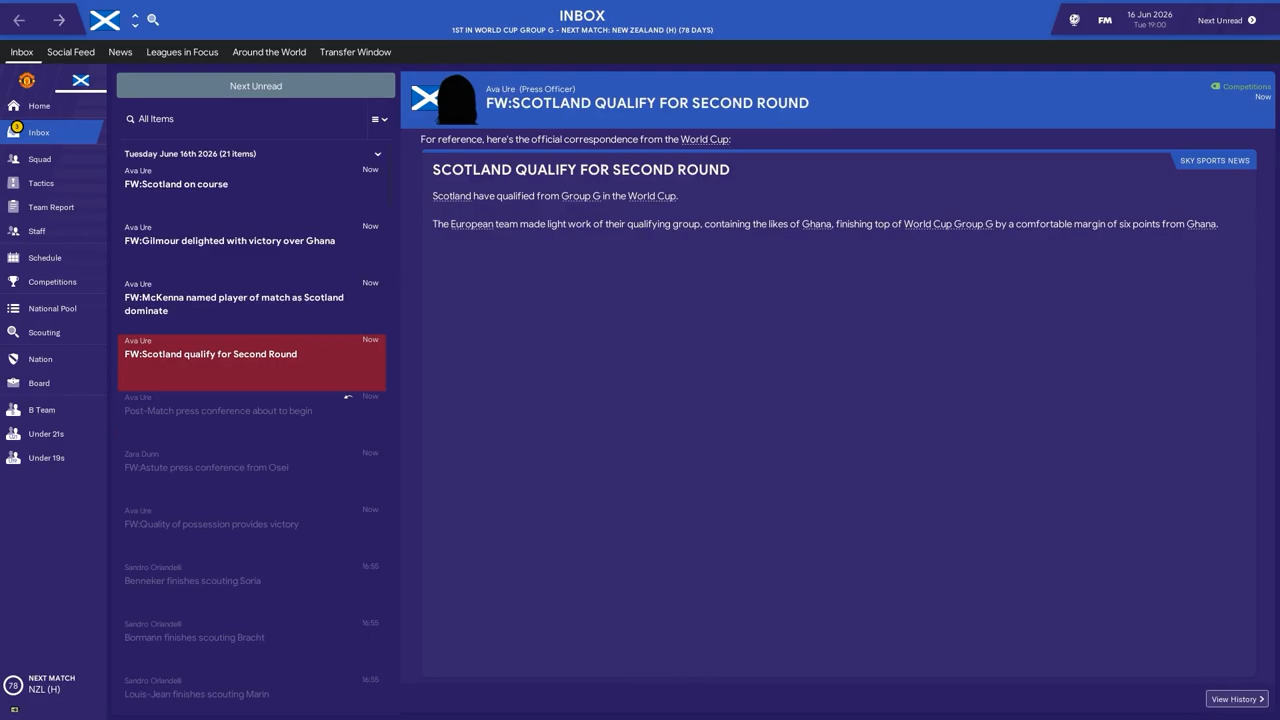 INBOX
1ST IN WORLD CUP GROUP G - NEXT MATCH: NEW ZEALAND (H) (78 DAYS)
FM
16 Jun 2026
Tue 19:00
Next Unread
Inbox
Social Feed
News
Leagues in Focus
Around the World
Transfer Window
Home
3
Inbox
Squad
Tactics
Team Report
Staff
Schedule
Competitions
National Pool
Scouting
Nation
Board
B Team
Under 21s
Under 19s
78
NEXT MATCH
NZL (H)
Next Unread
All Items
Tuesday June 16th 2026 (21 items)
Ava Ure Now
FW:Scotland on course
Ava Ure Now
FW:Gilmour delighted with victory over Ghana
Ava Ure Now
FW:McKenna named player of match as Scotland
dominate
Ava Ure Now
FW:Scotland qualify for Second Round
Ava Ure Now
Post-Match press conference about to begin
Zara Dunn Now
FW:Astute press conference from Osei
Ava Ure Now
FW:Quality of possession provides victory
Sandro Orlandelli 16:55
Benneker finishes scouting Soria
Sandro Orlandelli 16:55
Bormann finishes scouting Bracht
Sandro Orlandelli 16:55
Louis-Jean finishes scouting Marin
Ava Ure (Press Officer)
FW:SCOTLAND QUALIFY FOR SECOND ROUND
Competitions
Now
For reference, here's the official correspondence from the World Cup:
SKY SPORTS NEWS
SCOTLAND QUALIFY FOR SECOND ROUND
Scotland have qualified from Group G in the World Cup.
The European team made light work of their qualifying group, containing the likes of Ghana, finishing top of World Cup Group G by a comfortable margin of six points from Ghana.
View History